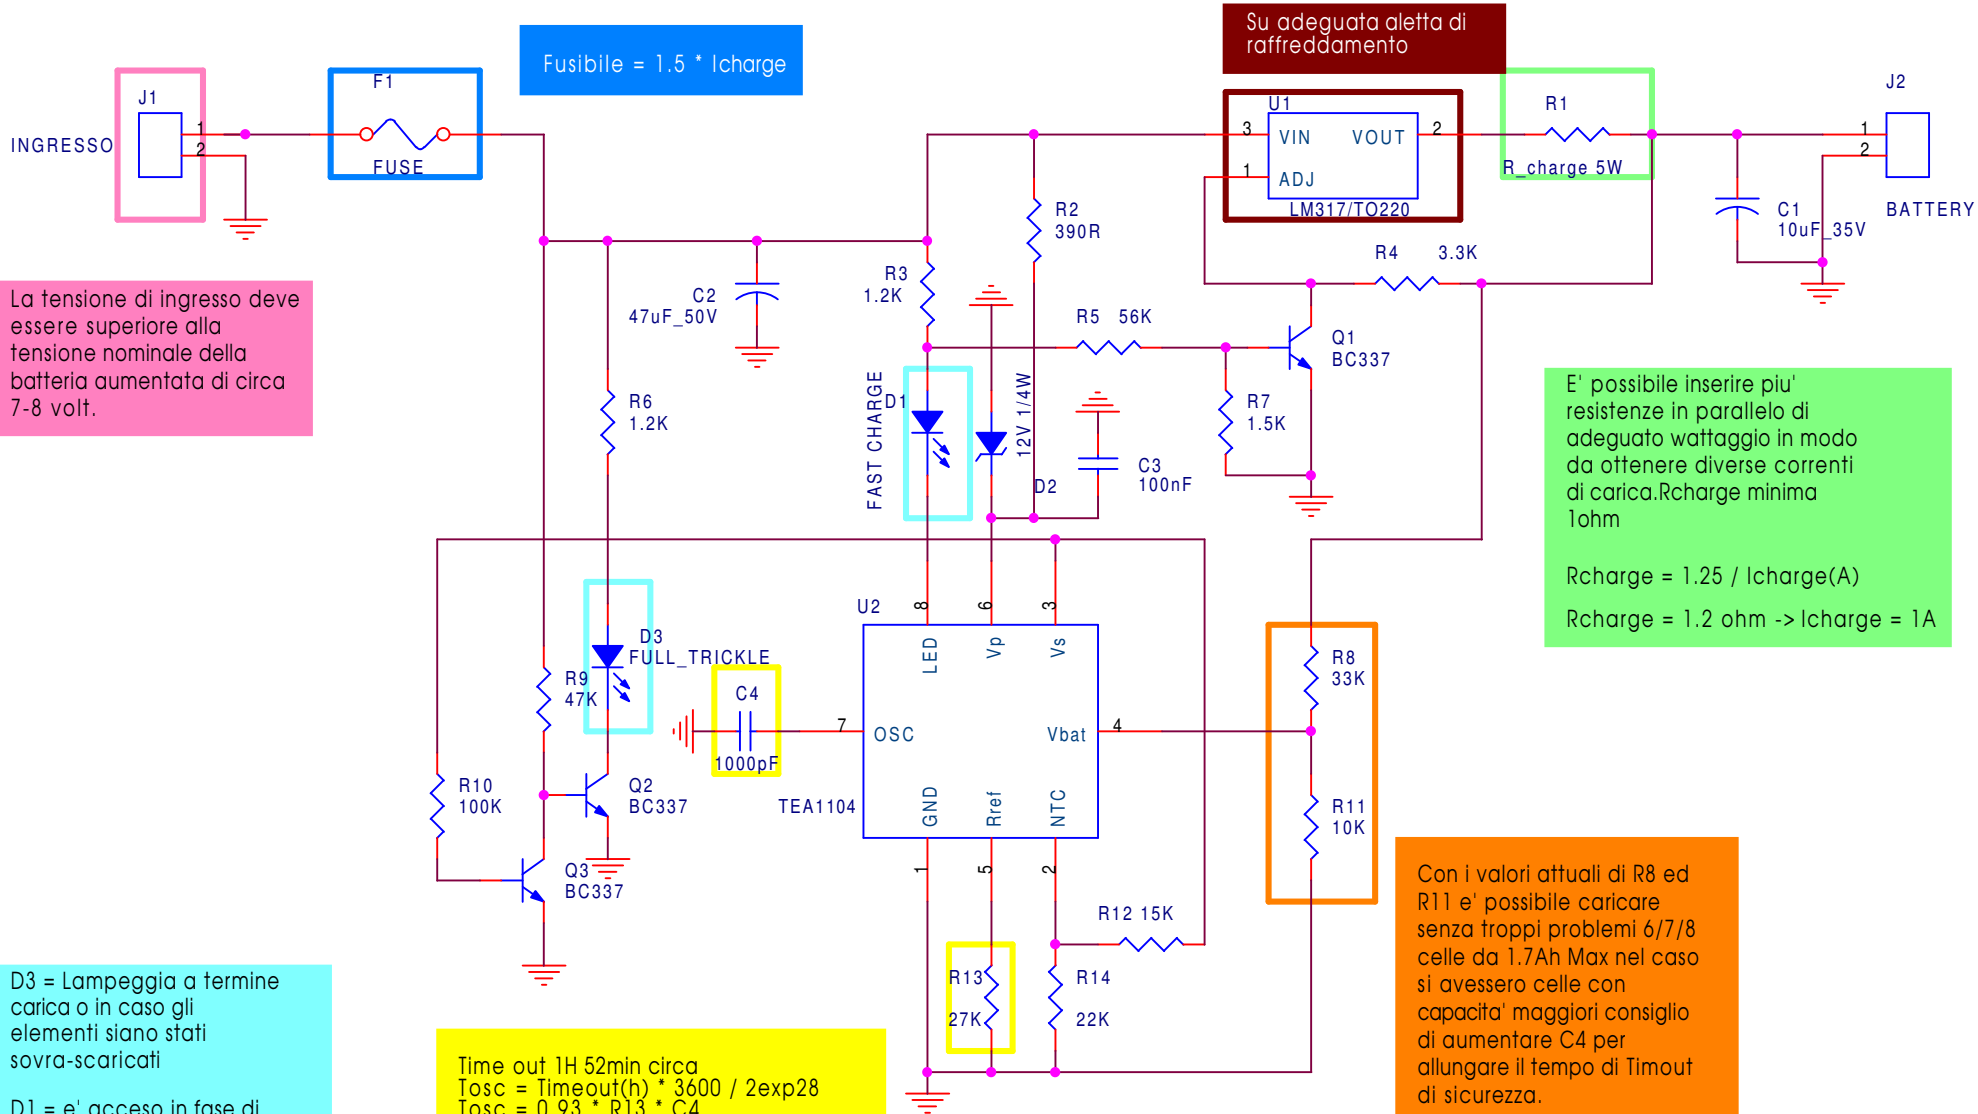 Su adeguata aletta di
raffreddamento
Fusibile = 1.5 * Icharge
F1
FUSE
J1
INGRESSO
1
2
U1
3
VIN
VOUT
2
1
ADJ
LM317/TO220
R1
R_charge 5W
J2
1
2
BATTERY
C1
10uF_35V
R2
390R
R3
1.2K
R4
3.3K
C2
47uF_50V
R5
56K
Q1
BC337
R7
1.5K
La tensione di ingresso deve
essere superiore alla
tensione nominale della
batteria aumentata di circa
7-8 volt.
R6
1.2K
FAST CHARGE
D1
12V 1/4W
D2
C3
100nF
E' possibile inserire piu'
resistenze in parallelo di
adeguato wattaggio in modo
da ottenere diverse correnti
di carica.Rcharge minima
1ohm
Rcharge = 1.25 / Icharge(A)
Rcharge = 1.2 ohm -> Icharge = 1A
U2
8
6
3
LED
Vp
Vs
D3
FULL_TRICKLE
R9
47K
C4
1000pF
7
OSC
Vbat
4
R8
33K
R11
10K
R10
100K
Q2
BC337
TEA1104
GND
Rref
NTC
1
5
2
Q3
BC337
R12 15K
R13
27K
R14
22K
Con i valori attuali di R8 ed
R11 e' possibile caricare
senza troppi problemi 6/7/8
celle da 1.7Ah Max nel caso
si avessero celle con
capacita' maggiori consiglio
di aumentare C4 per
allungare il tempo di Timout
di sicurezza.
D3 = Lampeggia a termine
carica o in caso gli
elementi siano stati
sovra-scaricati
D1 = e' acceso in fase di
Time out 1H 52min circa
Tosc = Timeout(h) * 3600 / 2exp28
Tosc = 0.93 * R13 * C4